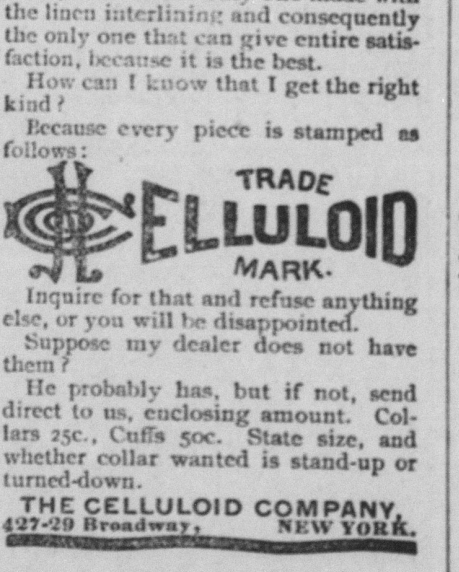 the linen interlining and consequently
the only one that can give entire satis-
faction, because it is the best.
How can I know that I get the right
kind?
Because every piece is stamped as
follows:
TRADE
CELLULOID
MARK.
Inquire for that and refuse anything
else, or you will be disappointed.
Suppose my dealer does not have
them?
He probably has, but if not, send
direct to us, enclosing amount. Col-
lars 25c., Cuffs 50c. State size, and
whether collar wanted is stand-up or
turned-down.
THE CELLULOID COMPANY,
427-29 Broadway, NEW YORK.